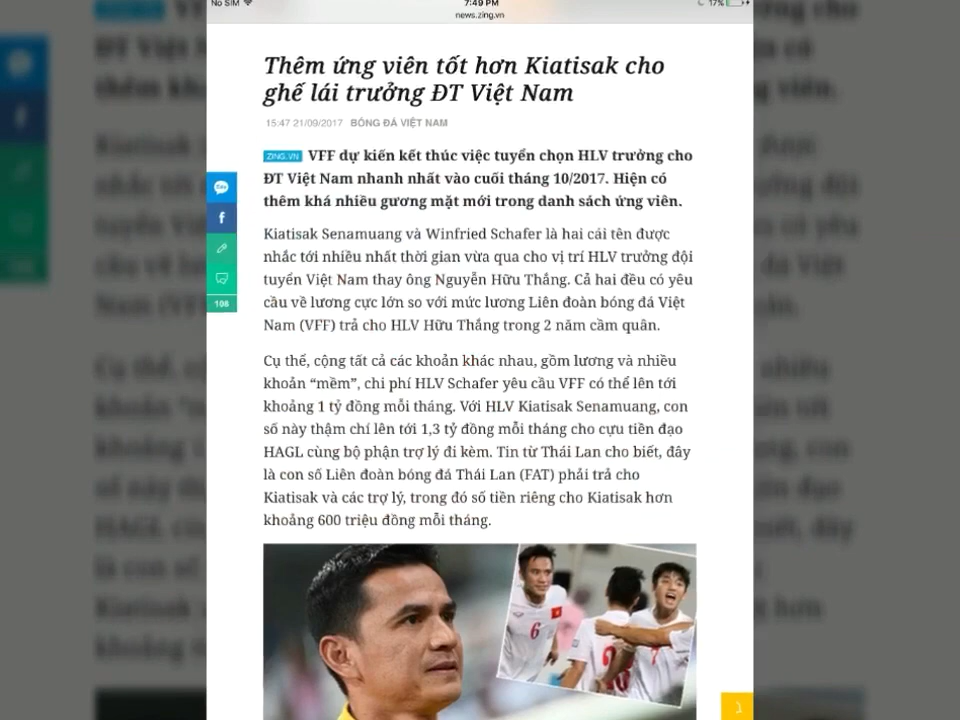 No SIM
7:49 PM
17%
news.zing.vn
Thêm ứng viên tốt hơn Kiatisak cho
ghế lái trưởng ĐT Việt Nam
15:47 21/09/2017 BÓNG ĐÁ VIỆT NAM
ZING.VN VFF dự kiến kết thúc việc tuyển chọn HLV trưởng cho
ĐT Việt Nam nhanh nhất vào cuối tháng 10/2017. Hiện có
thêm khá nhiều gương mặt mới trong danh sách ứng viên.
Kiatisak Senamuang và Winfried Schafer là hai cái tên được
nhắc tới nhiều nhất thời gian vừa qua cho vị trí HLV trưởng đội
tuyển Việt Nam thay ông Nguyễn Hữu Thắng. Cả hai đều có yêu
cầu về lương cực lớn so với mức lương Liên đoàn bóng đá Việt
Nam (VFF) trả cho HLV Hữu Thắng trong 2 năm cầm quân.
108
Cụ thể, cộng tất cả các khoản khác nhau, gồm lương và nhiều
khoản “mềm”, chi phí HLV Schafer yêu cầu VFF có thể lên tới
khoảng 1 tỷ đồng mỗi tháng. Với HLV Kiatisak Senamuang, con
số này thậm chí lên tới 1,3 tỷ đồng mỗi tháng cho cựu tiền đạo
HAGL cùng bộ phận trợ lý đi kèm. Tin từ Thái Lan cho biết, đây
là con số Liên đoàn bóng đá Thái Lan (FAT) phải trả cho
Kiatisak và các trợ lý, trong đó số tiền riêng cho Kiatisak hơn
khoảng 600 triệu đồng mỗi tháng.
6
7